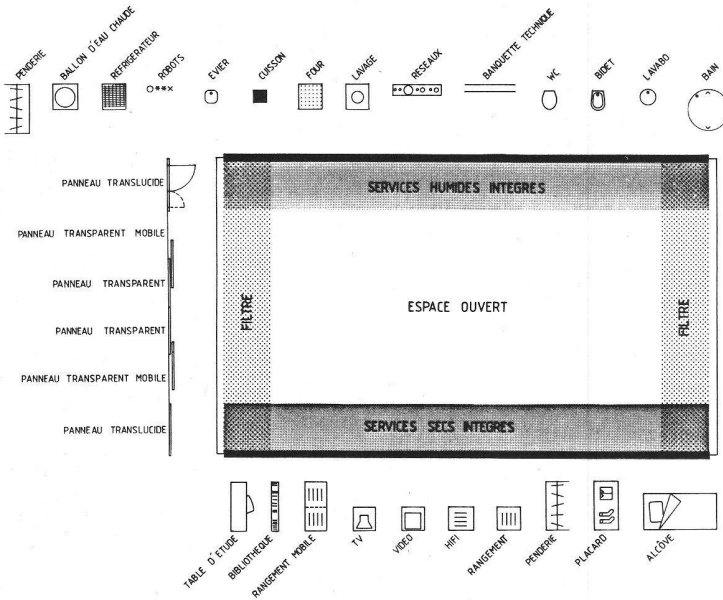 PENDERIE
BALLON D'EAU CHAUDE
REFRIGERATEUR
ROBOTS
EVIER
CUISSON
FOUR
LAVAGE
RESEAUX
BANQUETTE TECHNIQUE
WC
BIDET
LAVABO
BAIN
PANNEAU TRANSLUCIDE
PANNEAU TRANSPARENT MOBILE
PANNEAU TRANSPARENT
PANNEAU TRANSPARENT
PANNEAU TRANSPARENT MOBILE
PANNEAU TRANSLUCIDE
SERVICES HUMIDES INTEGRES
FILTRE
ESPACE OUVERT
FILTRE
SERVICES SECS INTEGRES
TABLE D'ETUDE
BIBLIOTHEQUE
RANGEMENT MOBILE
TV
VIDEO
HIFI
RANGEMENT
PENDERIE
PLACARD
ALCÔVE